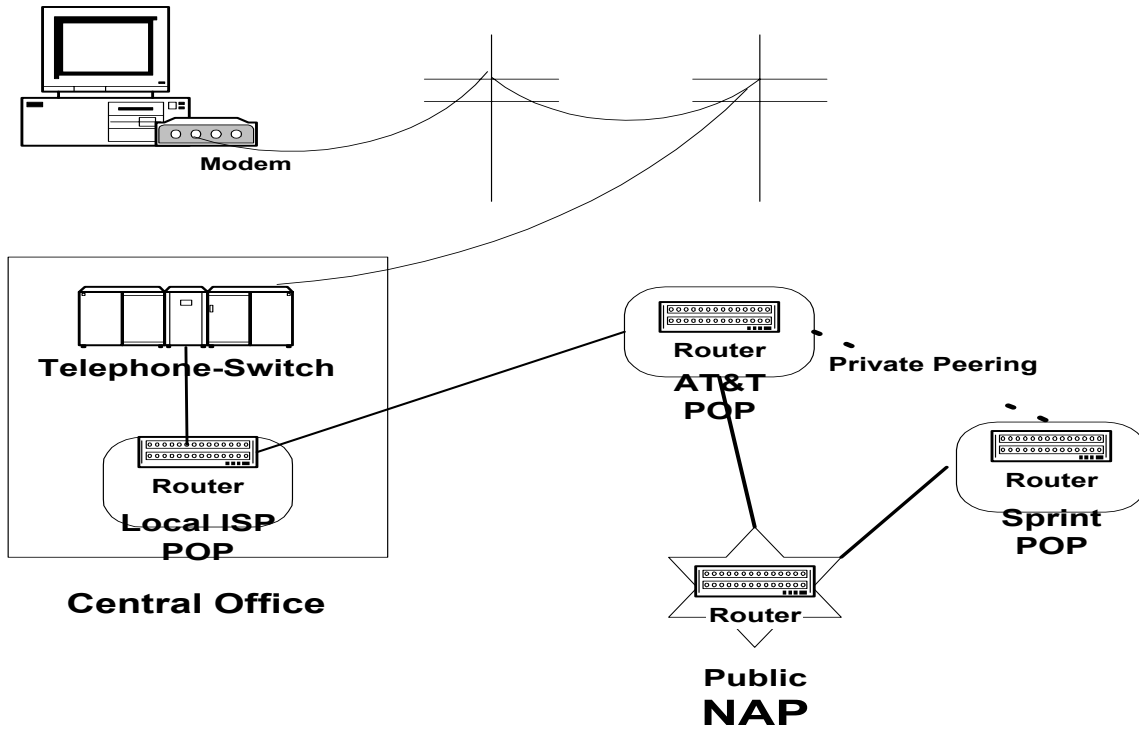 Modem
Telephone-Switch
Router
Local ISP
POP
Central Office
Router
AT&T
POP
Private Peering
Router
Sprint
POP
Router
Public
NAP